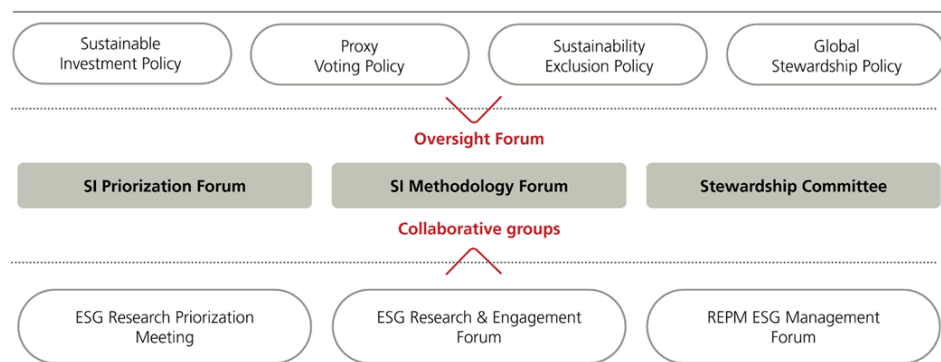 Sustainable
Investment Policy
Proxy
Voting Policy
Sustainability
Exclusion Policy
Global
Stewardship Policy
Oversight Forum
SI Priorization Forum
SI Methodology Forum
Stewardship Committee
Collaborative groups
ESG Research Priorization
Meeting
ESG Research & Engagement
Forum
REPM ESG Management
Forum